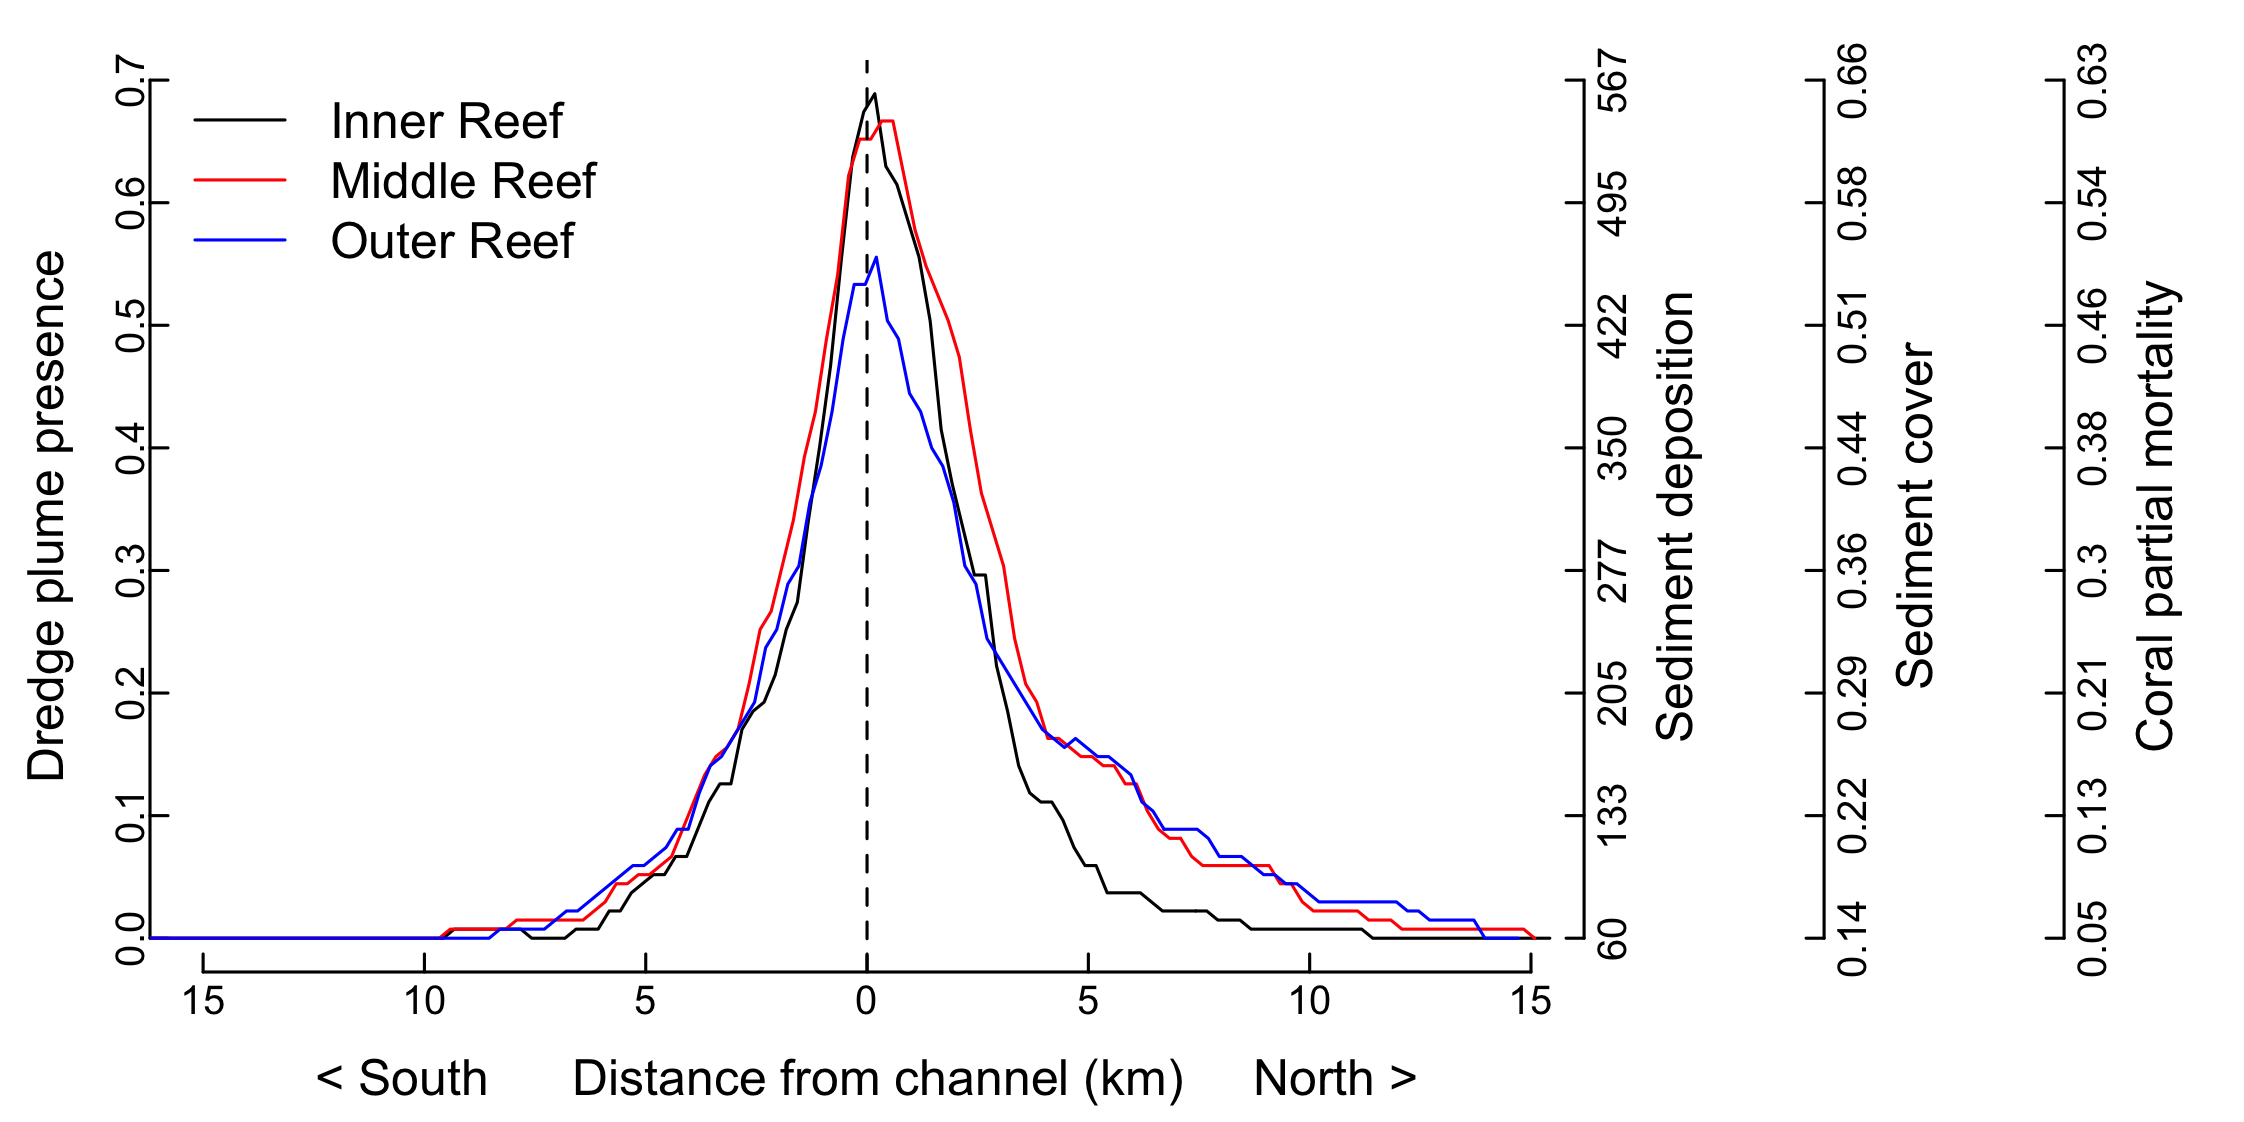 Inner Reef
Middle Reef
Outer Reef
Dredge plume presence
0.0 0.1 0.2 0.3 0.4 0.5 0.6 0.7
60 133 205 277 350 422 495 567
Sediment deposition
0.14 0.22 0.29 0.36 0.44 0.51 0.58 0.66
Sediment cover
0.05 0.13 0.21 0.3 0.38 0.46 0.54 0.63
Coral partial mortality
15 10 5 0 5 10 15
< South Distance from channel (km) North >